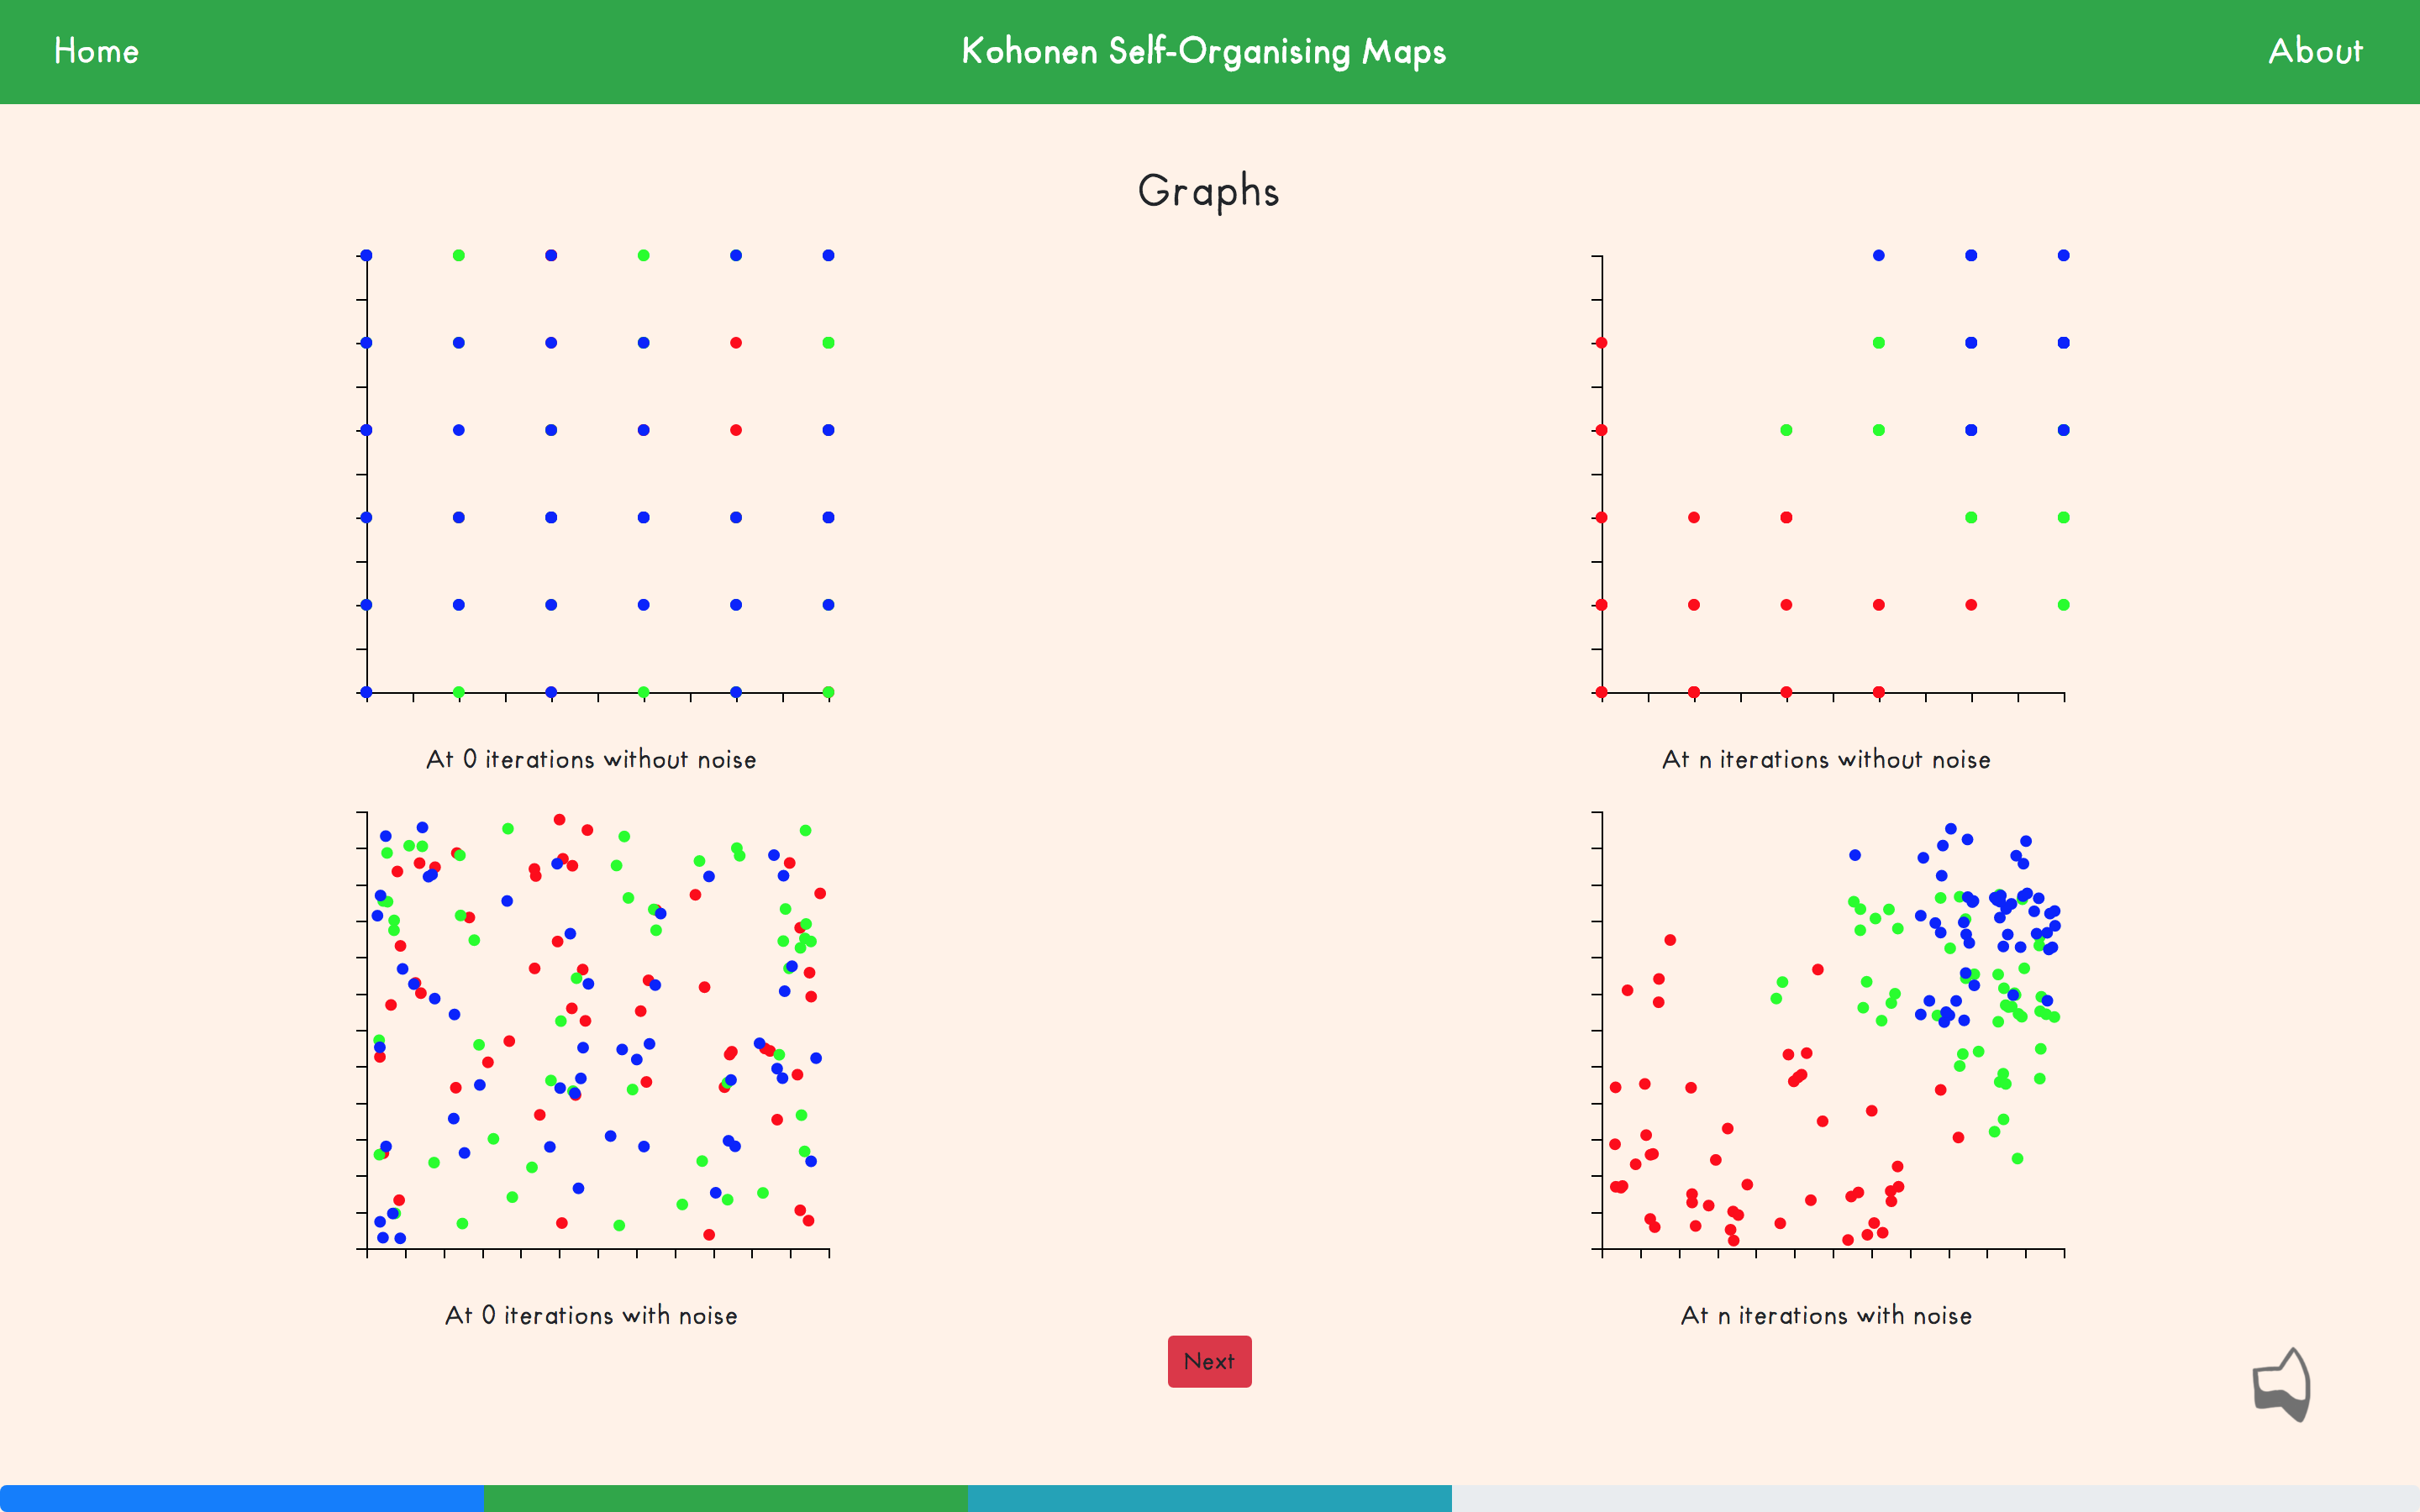 Home
Kohonen Self-Organising Maps
About
Graphs
At 0 iterations without noise
At n iterations without noise
At 0 iterations with noise
At n iterations with noise
Next